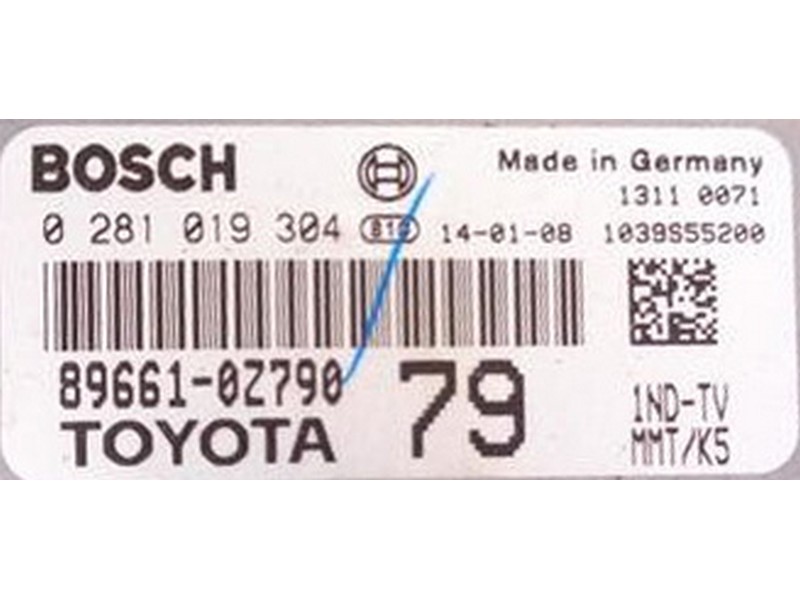 BOSCH Made in Germany
1311 0071
0 281 019 304 14-01-08 1039S55200
89661-0Z790 79 1ND-TV
TOYOTA MMT/K5